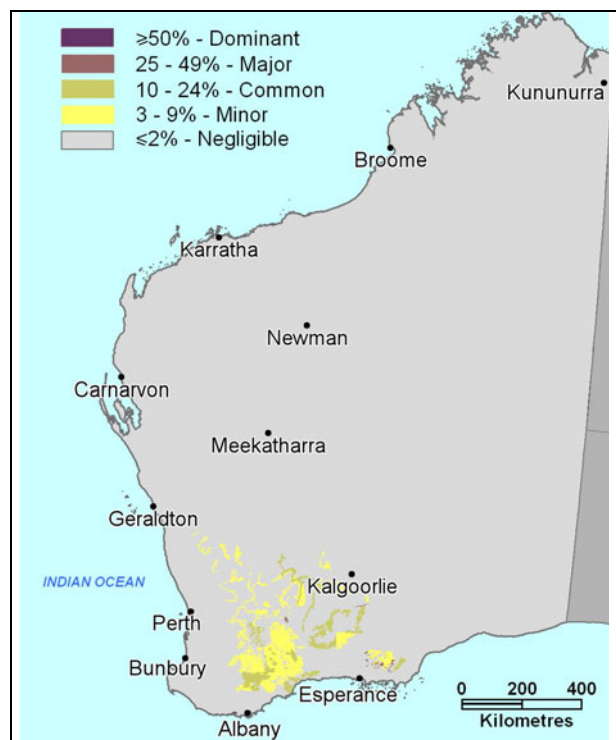 ⩾50% - Dominant
25 - 49% - Major
10 - 24% - Common
3 - 9% - Minor
⩽2% - Negligible
Kununurra
Broome
Karratha
Newman
Carnarvon
Meekatharra
Geraldton
INDIAN OCEAN
Kalgoorlie
Perth
Bunbury
Esperance
Albany
0 200 400
Kilometres